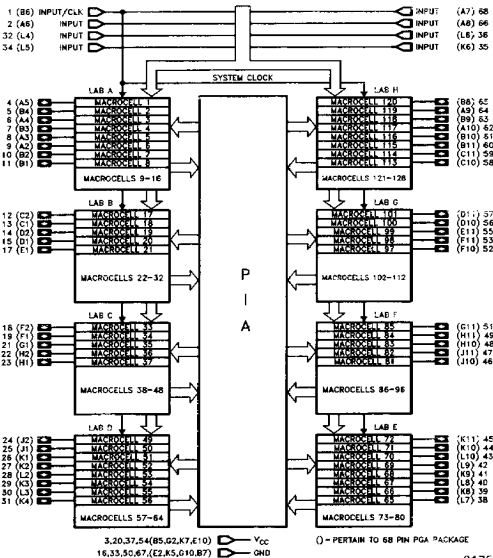 1 (B6) INPUT/CLK INPUT (A7) 68
2 (A6) INPUT INPUT (A8) 66
32 (L4) INPUT INPUT (L6) 36
34 (L5) INPUT INPUT (K6) 35
SYSTEM CLOCK
LAB A LAB H
4 (A5) MACROCELL 1 MACROCELL 120 (B8) 65
5 (B4) MACROCELL 2 MACROCELL 119 (A9) 64
6 (A4) MACROCELL 3 MACROCELL 118 (B9) 63
7 (B3) MACROCELL 4 MACROCELL 117 (A10) 62
8 (A3) MACROCELL 5 MACROCELL 116 (B10) 61
9 (A2) MACROCELL 6 MACROCELL 115 (B11) 60
10 (B2) MACROCELL 7 MACROCELL 114 (C11) 59
11 (B1) MACROCELL 8 MACROCELL 113 (C10) 58
MACROCELLS 9-16 MACROCELLS 121-128
LAB B LAB G
12 (C2) MACROCELL 17 MACROCELL 101 (D11) 57
13 (C1) MACROCELL 18 MACROCELL 100 (D10) 56
14 (D2) MACROCELL 19 MACROCELL 99 (E11) 55
15 (D1) MACROCELL 20 MACROCELL 98 (F11) 53
17 (E1) MACROCELL 21 MACROCELL 97 (F10) 52
MACROCELLS 22-32 MACROCELLS 102-112
P
I
A
LAB C LAB F
18 (F2) MACROCELL 33 MACROCELL 85 (G11) 51
19 (F1) MACROCELL 34 MACROCELL 84 (H11) 49
21 (G1) MACROCELL 35 MACROCELL 83 (H10) 48
22 (H2) MACROCELL 36 MACROCELL 82 (J11) 47
23 (H1) MACROCELL 37 MACROCELL 81 (J10) 46
MACROCELLS 38-48 MACROCELLS 86-96
LAB D LAB E
24 (J2) MACROCELL 49 MACROCELL 72 (K11) 45
25 (J1) MACROCELL 50 MACROCELL 71 (K10) 44
26 (K1) MACROCELL 51 MACROCELL 70 (L10) 43
27 (K2) MACROCELL 52 MACROCELL 69 (L9) 42
28 (L2) MACROCELL 53 MACROCELL 68 (K9) 41
29 (K3) MACROCELL 54 MACROCELL 67 (L8) 40
30 (L3) MACROCELL 55 MACROCELL 66 (K8) 39
31 (K4) MACROCELL 56 MACROCELL 65 (L7) 38
MACROCELLS 57-64 MACROCELLS 73-80
3,20,37,54(B5,G2,K7,E10) VCC () - PERTAIN TO 68 PIN PGA PACKAGE
16,33,50,67,(E2,K5,G10,B7) GND